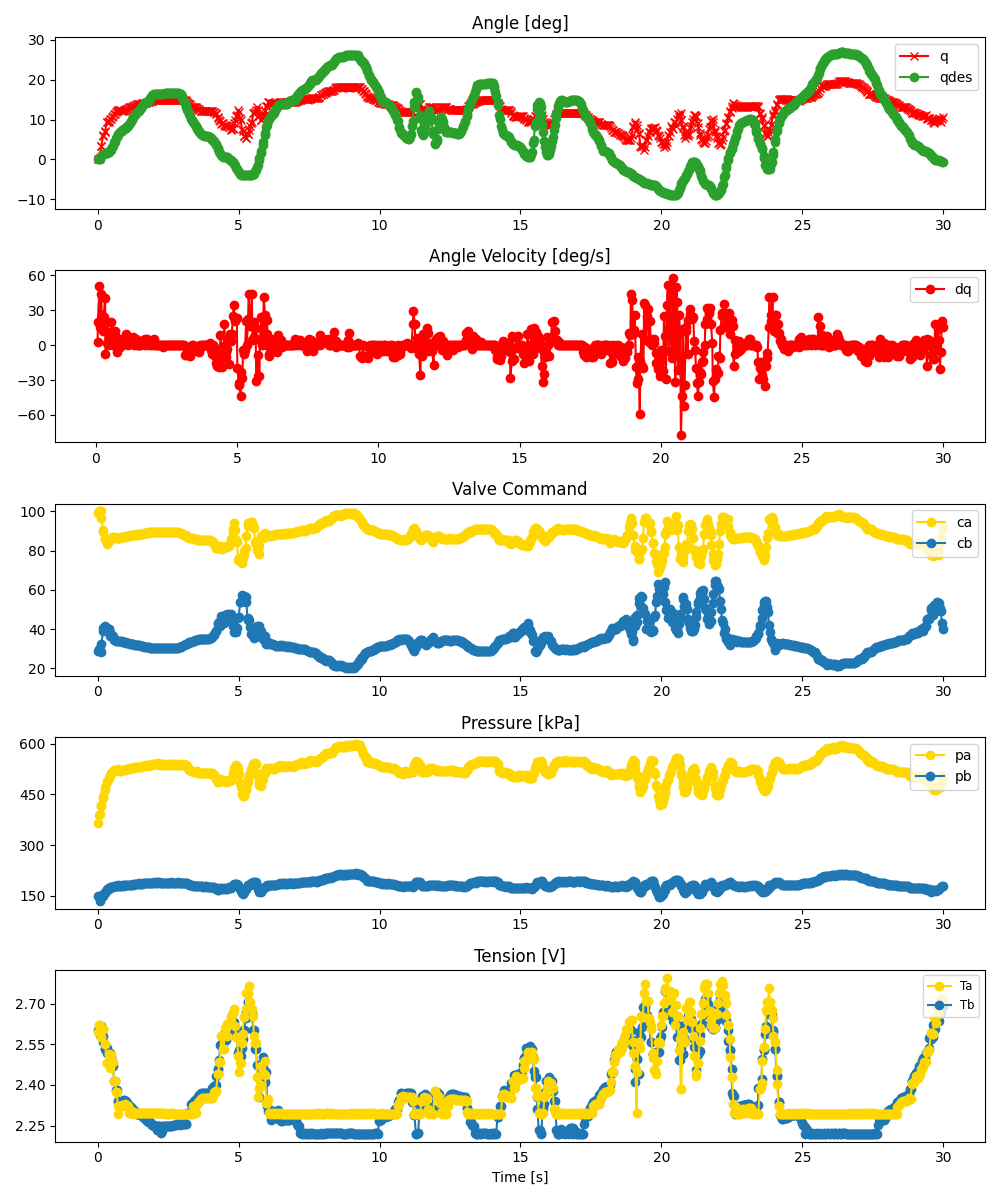 Angle [deg]
30
20
10
0
−10
q
qdes
0 5 10 15 20 25 30
Angle Velocity [deg/s]
60
30
0
−30
−60
dq
0 5 10 15 20 25 30
Valve Command
100
80
60
40
20
ca
cb
0 5 10 15 20 25 30
Pressure [kPa]
600
450
300
150
pa
pb
0 5 10 15 20 25 30
Tension [V]
2.70
2.55
2.40
2.25
Ta
Tb
0 5 10 15 20 25 30
Time [s]